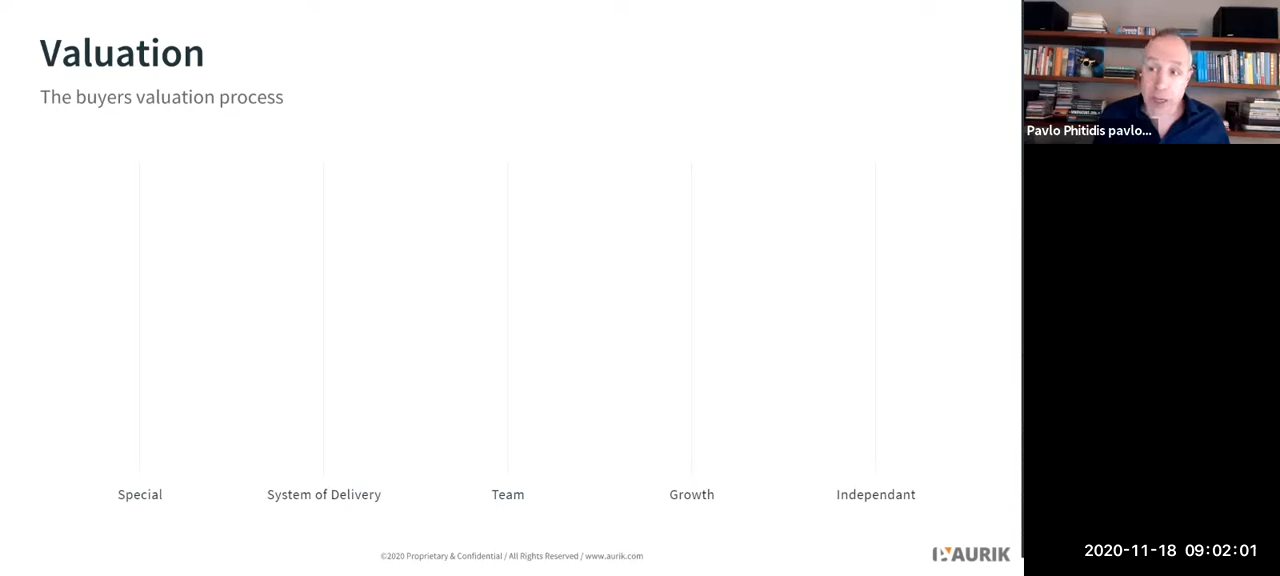 Valuation
The buyers valuation process
Special
System of Delivery
Team
Growth
Independant
©2020 Proprietary & Confidential / All Rights Reserved / www.aurik.com
AURIK
Pavlo Phitidis pavlo...
2020-11-18 09:02:01